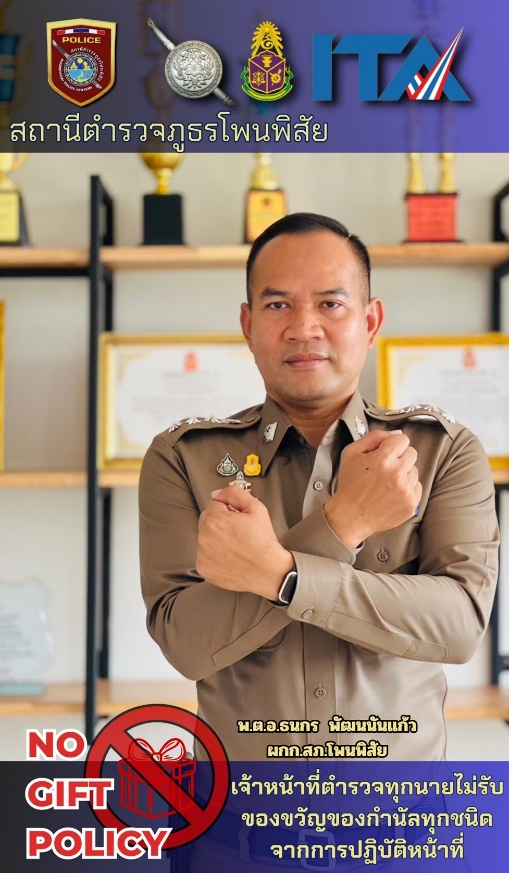 POLICE
ITA
สถานีตำรวจภูธรโพนพิสัย
พ.ต.อ.ธนกร พัฒนนันแก้ว
ผกก.สภ.โพนพิสัย
NO
GIFT
POLICY
เจ้าหน้าที่ตำรวจทุกนายไม่รับ
ของขวัญของกำนัลทุกชนิด
จากการปฏิบัติหน้าที่